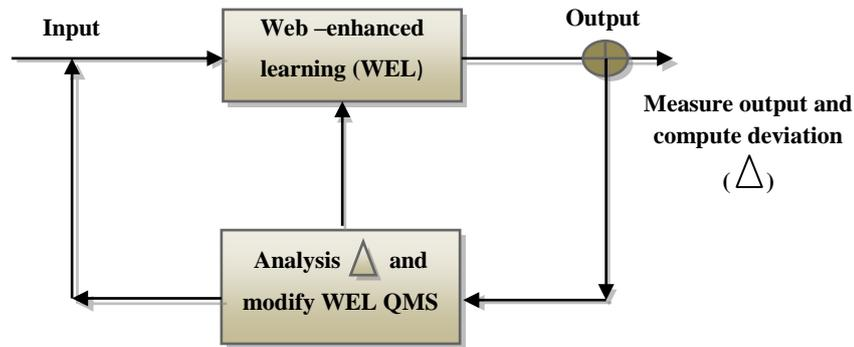 Input
Web –enhanced
learning (WEL)
Output
Measure output and
compute deviation
(△)
Analysis △ and
modify WEL QMS